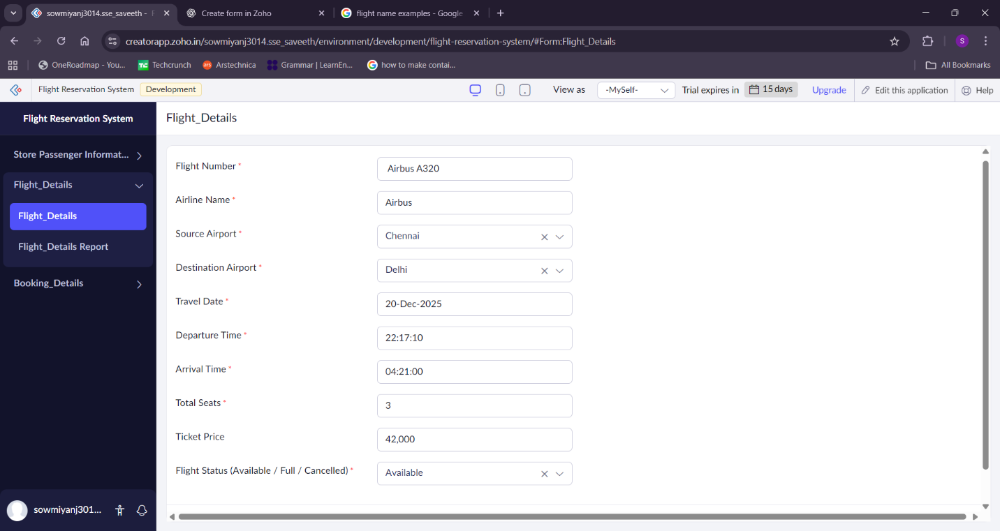 sowmiyanj3014.sse_saveeth - F
Create form in Zoho
flight name examples - Google
creatorapp.zoho.in/sowmiyanj3014.sse_saveeth/environment/development/flight-reservation-system/#Form:Flight_Details
S
OneRoadmap - You...
TC Techcrunch
ars Arstechnica
Grammar | LearnEn...
how to make contai...
All Bookmarks
Flight Reservation System
Development
View as
-MySelf-
Trial expires in
15 days
Upgrade
Edit this application
Help
Flight Reservation System
Flight_Details
Store Passenger Informat...
Flight_Details
Flight_Details
Flight_Details Report
Booking_Details
Flight Number *
Airbus A320
Airline Name *
Airbus
Source Airport *
Chennai
Destination Airport *
Delhi
Travel Date *
20-Dec-2025
Departure Time *
22:17:10
Arrival Time *
04:21:00
Total Seats *
3
Ticket Price
42,000
Flight Status (Available / Full / Cancelled) *
Available
sowmiyanj301...